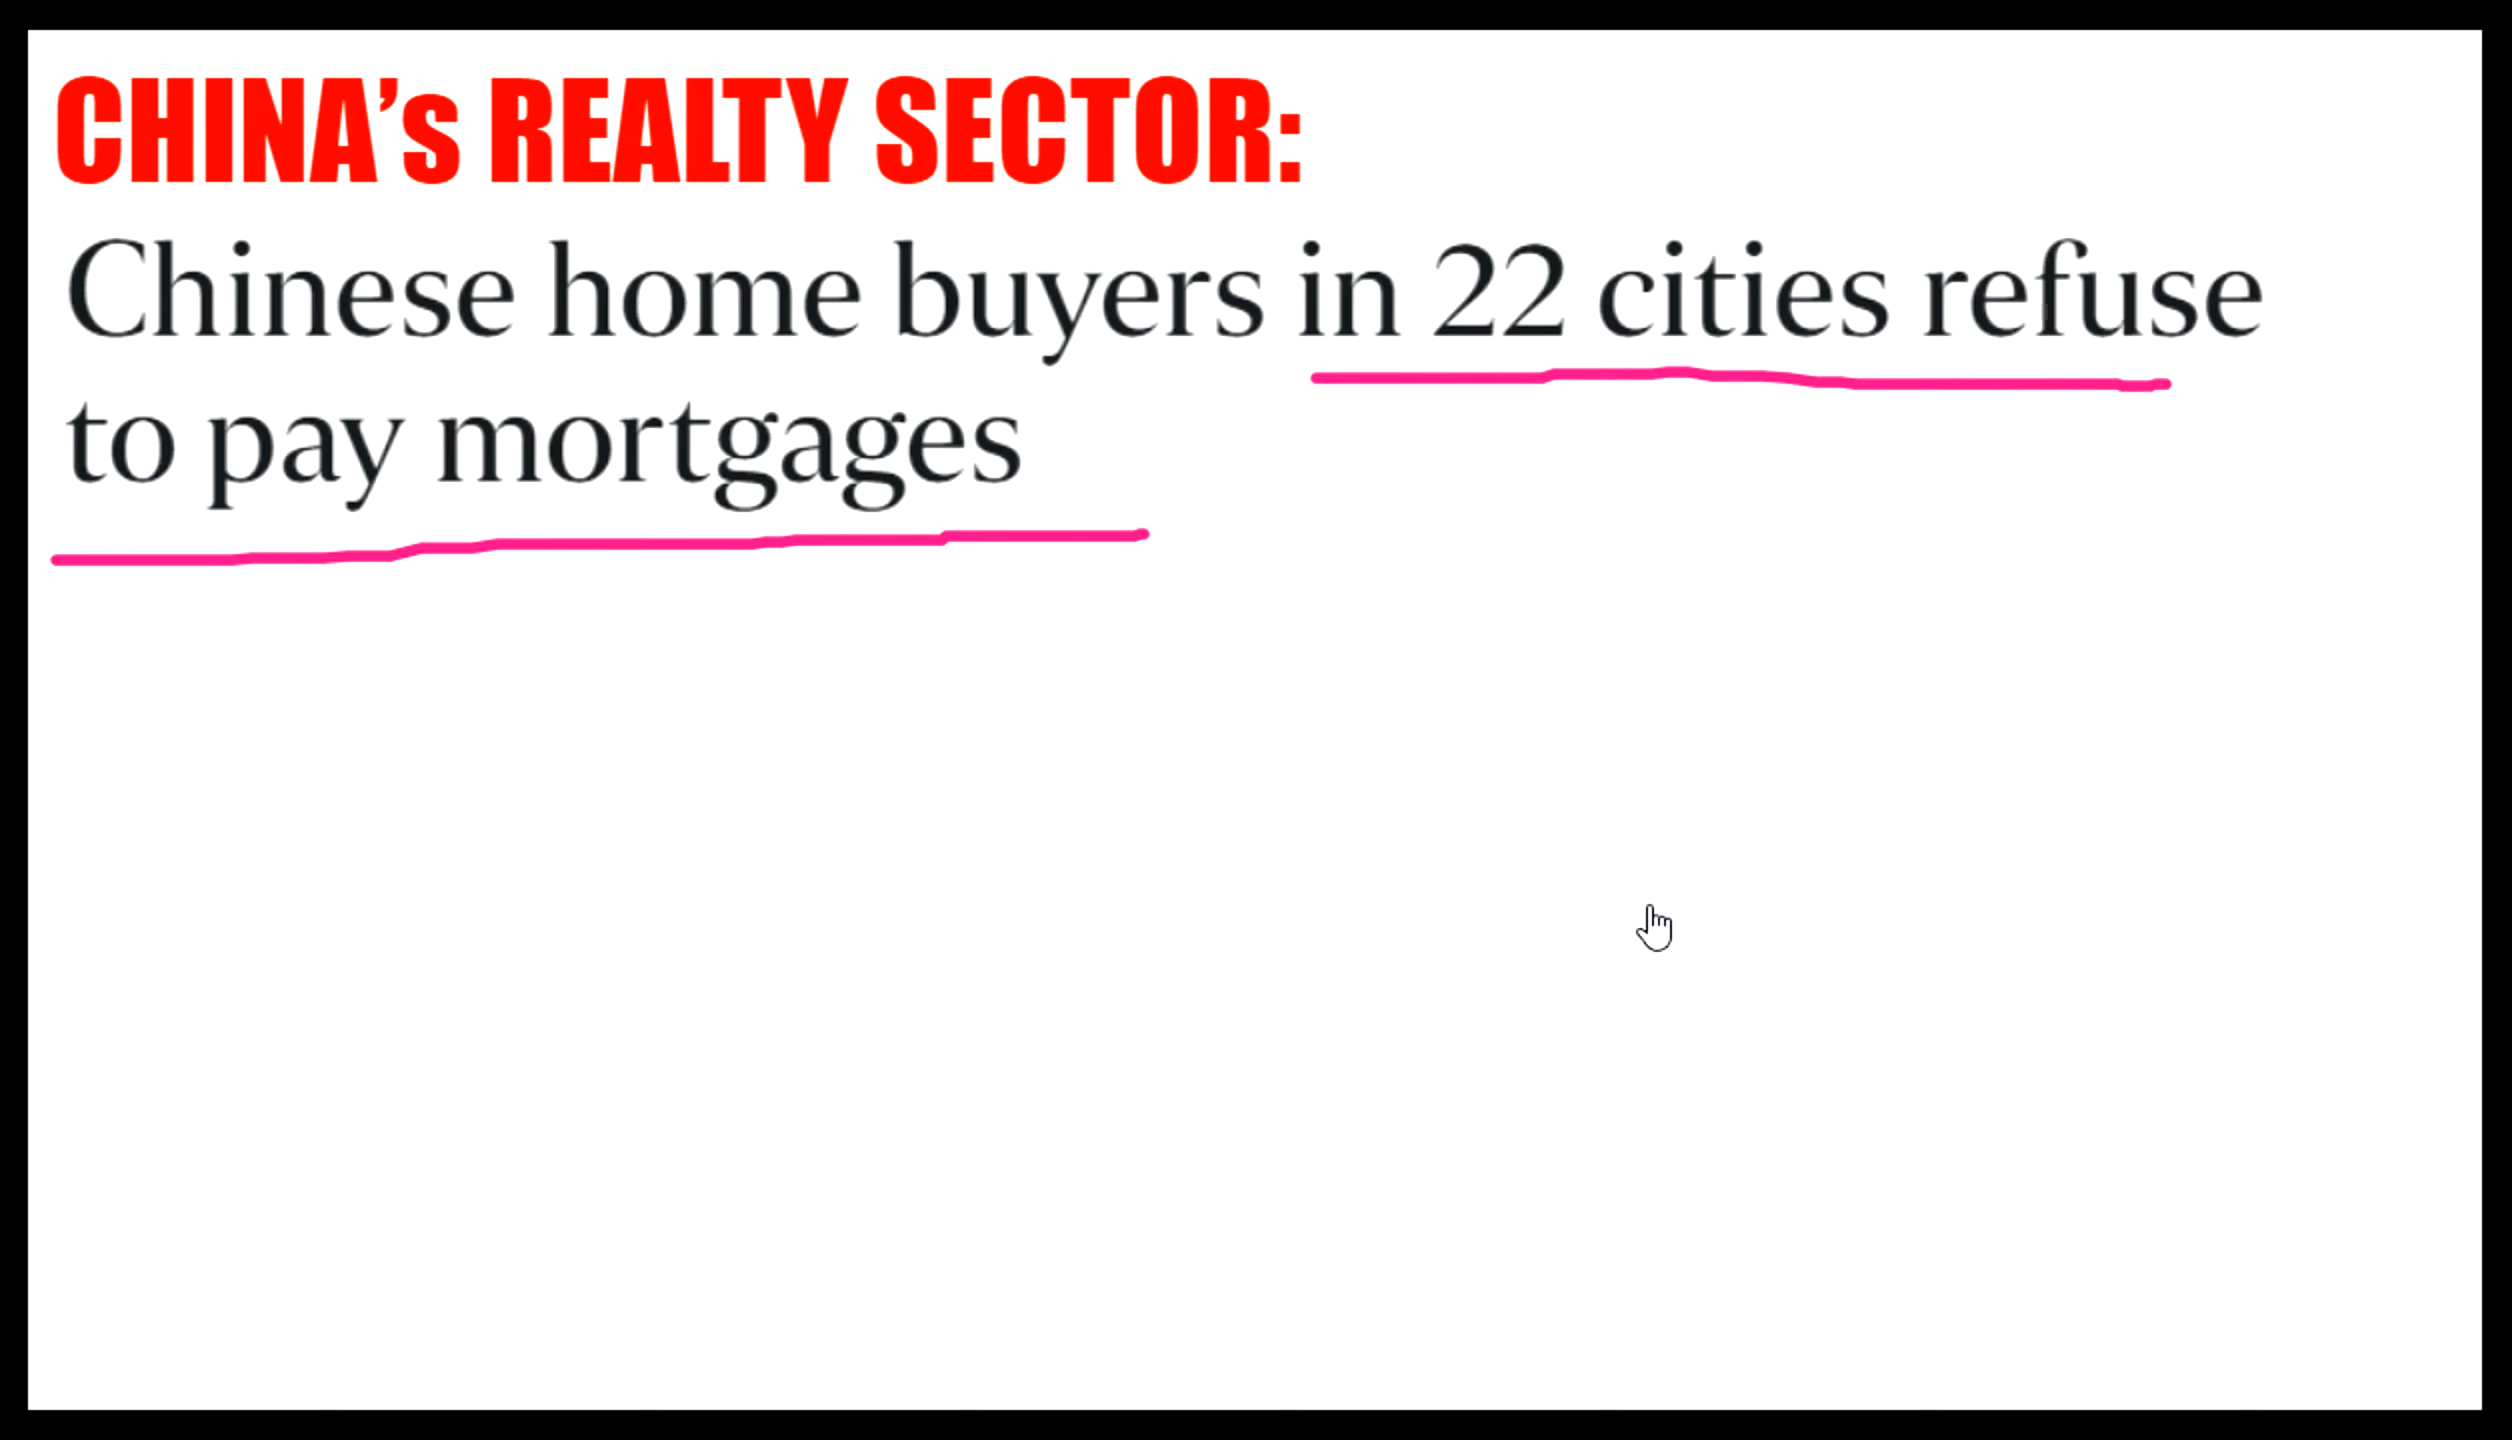 CHINA’s REALTY SECTOR:
Chinese home buyers in 22 cities refuse
to pay mortgages